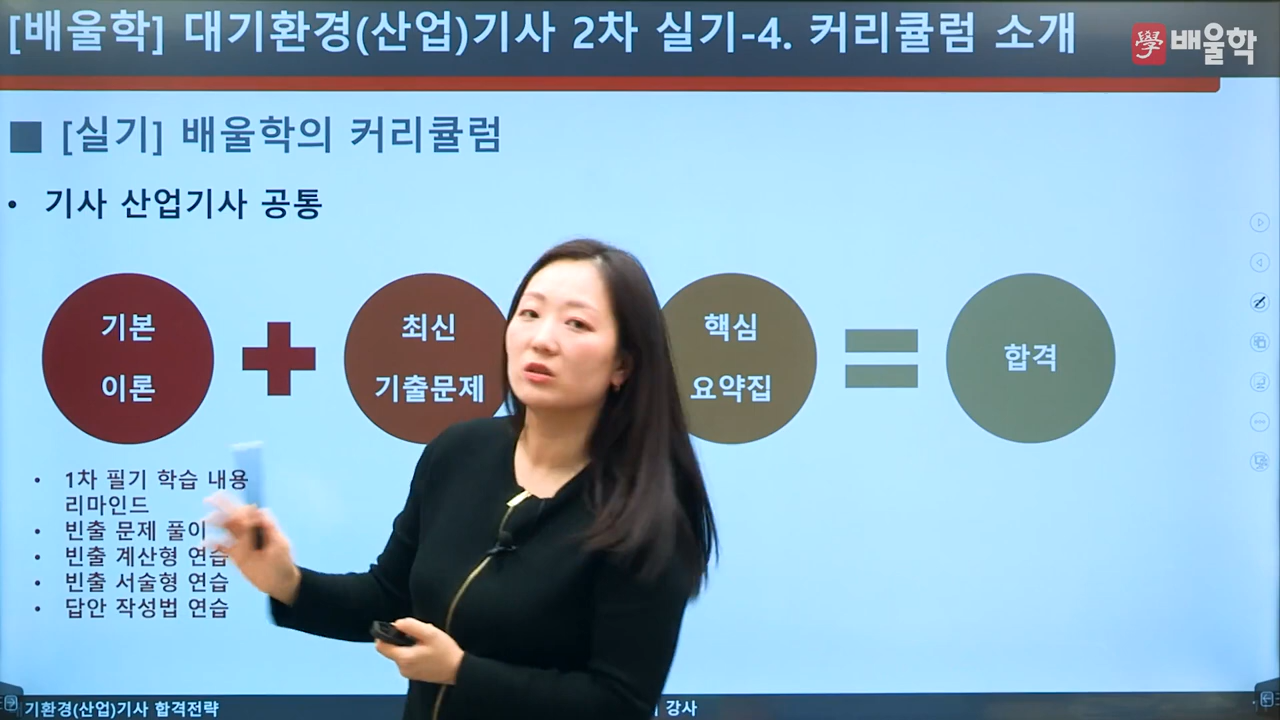 [배울학] 대기환경(산업)기사 2차 실기-4. 커리큘럼 소개
學 배울학
■ [실기] 배울학의 커리큘럼
• 기사 산업기사 공통
기본
이론
최신
기출문제
핵심
요약집
합격
• 1차 필기 학습 내용
리마인드
• 빈출 문제 풀이
• 빈출 계산형 연습
• 빈출 서술형 연습
• 답안 작성법 연습
기환경(산업)기사 합격전략
강사